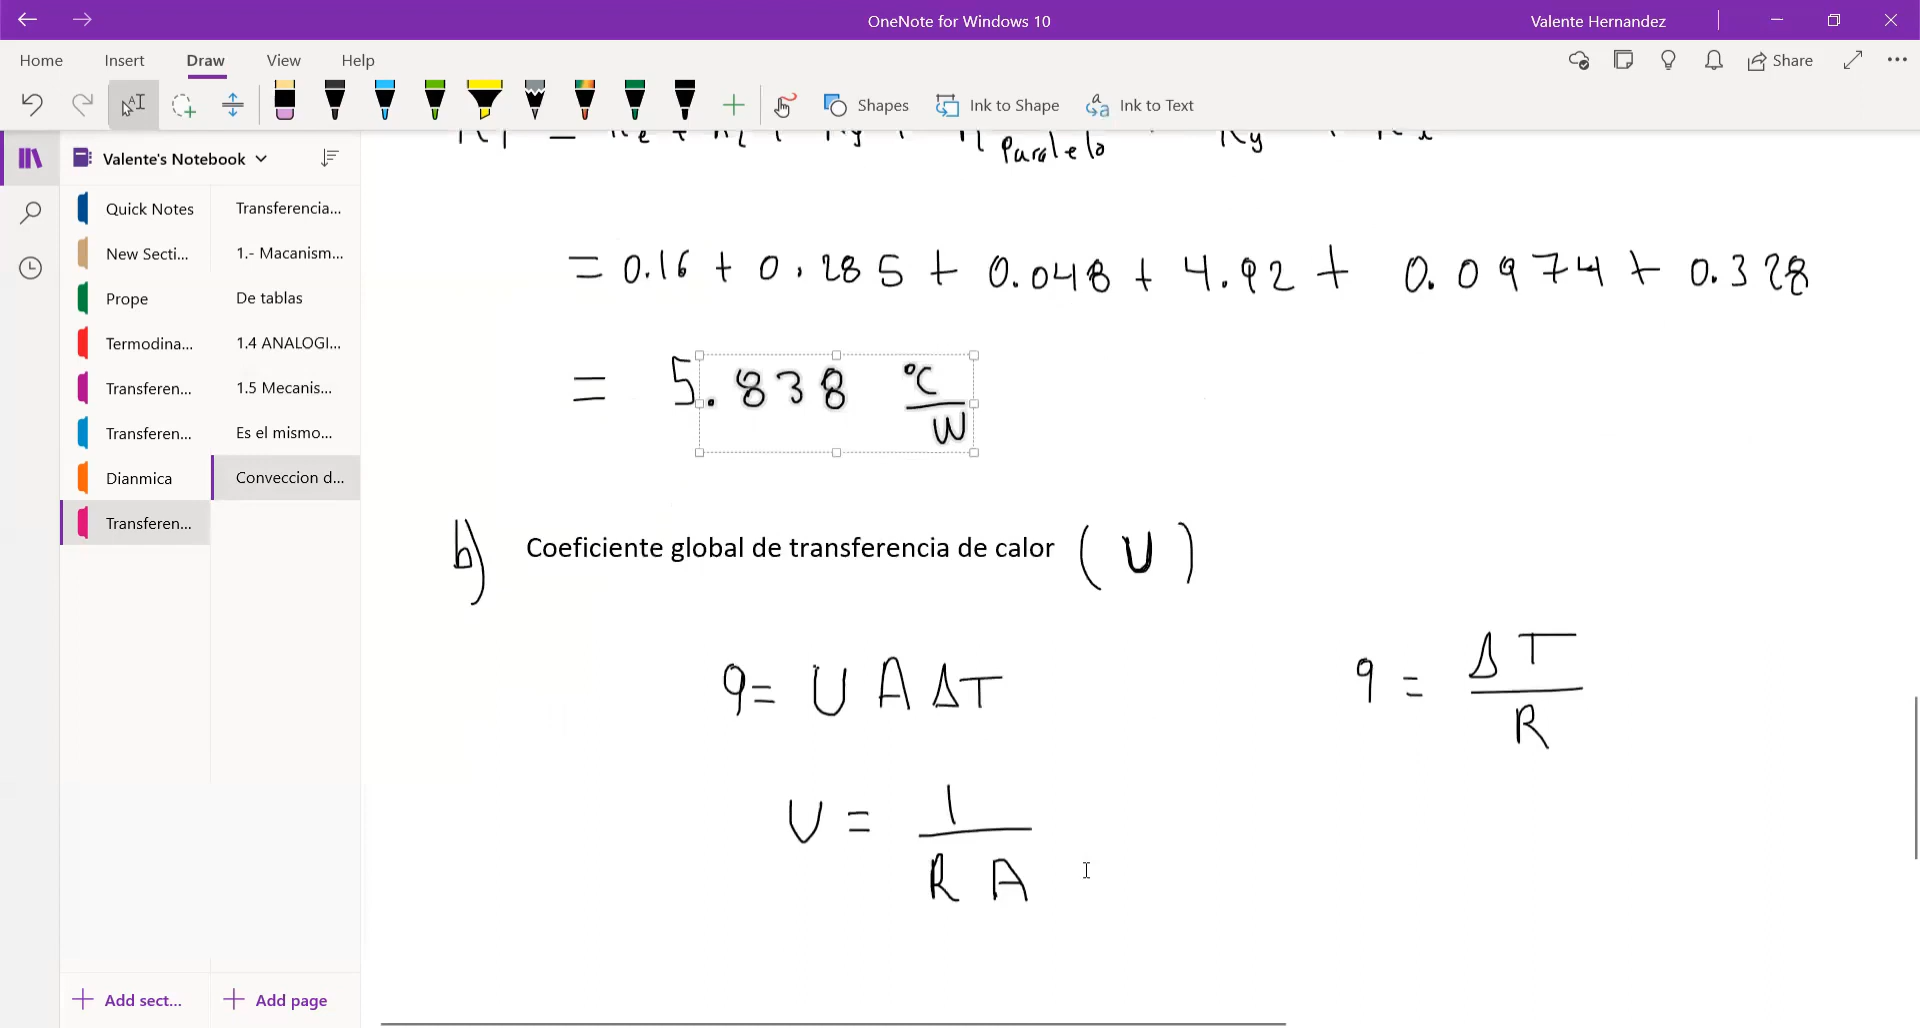 OneNote for Windows 10
Valente Hernandez
Home Insert Draw View Help
Share
Shapes Ink to Shape Ink to Text
Valente's Notebook
Quick Notes
New Secti...
Prope
Termodina...
Transferen...
Transferen...
Dianmica
Transferen...
Transferencia...
1.- Macanism...
De tablas
1.4 ANALOGI...
1.5 Mecanis...
Es el mismo...
Conveccion d...
Add sect...
Add page
Paralelo
= 0.16 + 0.285 + 0.048 + 4.92 + 0.0974 + 0.328
= 5.838 °C/W
b) Coeficiente global de transferencia de calor (U)
q = U A ΔT
q = ΔT/R
U = 1/R A